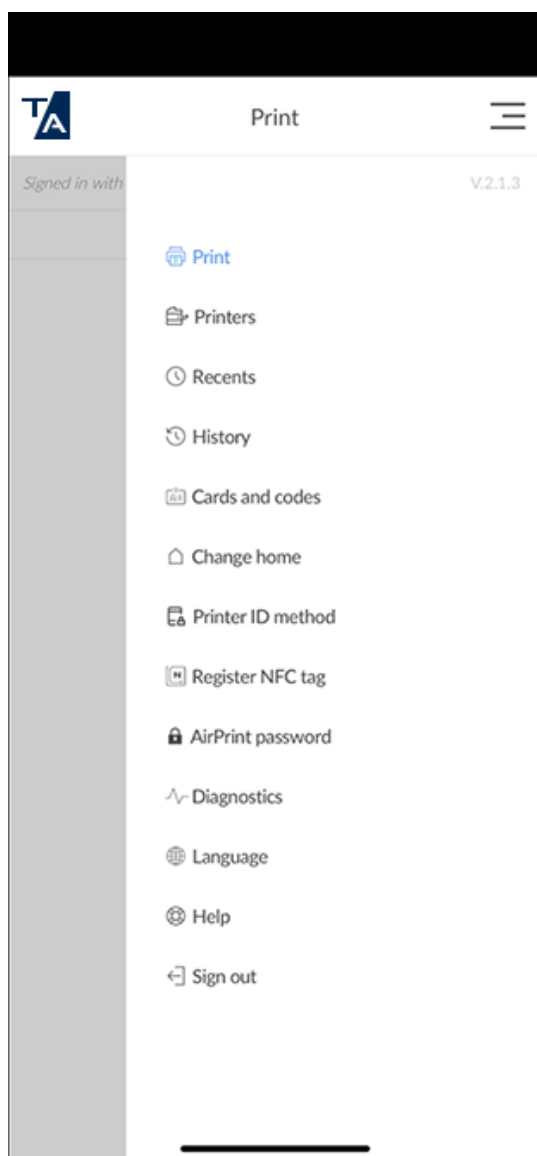 TA
Print
Signed in with
V.2.1.3
Print
Printers
Recents
History
Cards and codes
Change home
Printer ID method
Register NFC tag
AirPrint password
Diagnostics
Language
Help
Sign out